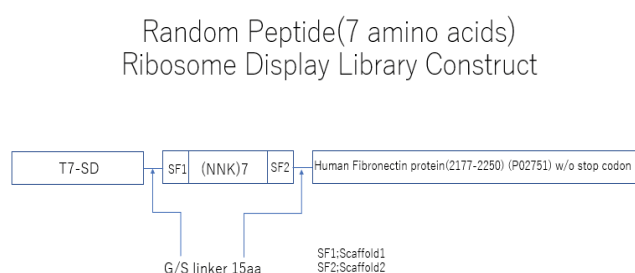 Random Peptide(7 amino acids)
Ribosome Display Library Construct
T7-SD
SF1
(NNK)7
SF2
Human Fibronectin protein(2177-2250) (P02751) w/o stop codon
G/S linker 15aa
SF1;Scaffold1
SF2;Scaffold2